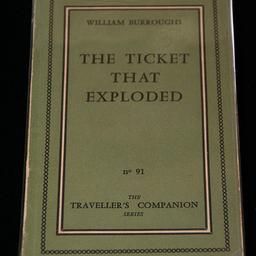 WILLIAM BURROUGHS
THE TICKET
THAT
EXPLODED
nº 91
THE
TRAVELLER'S COMPANION
SERIES